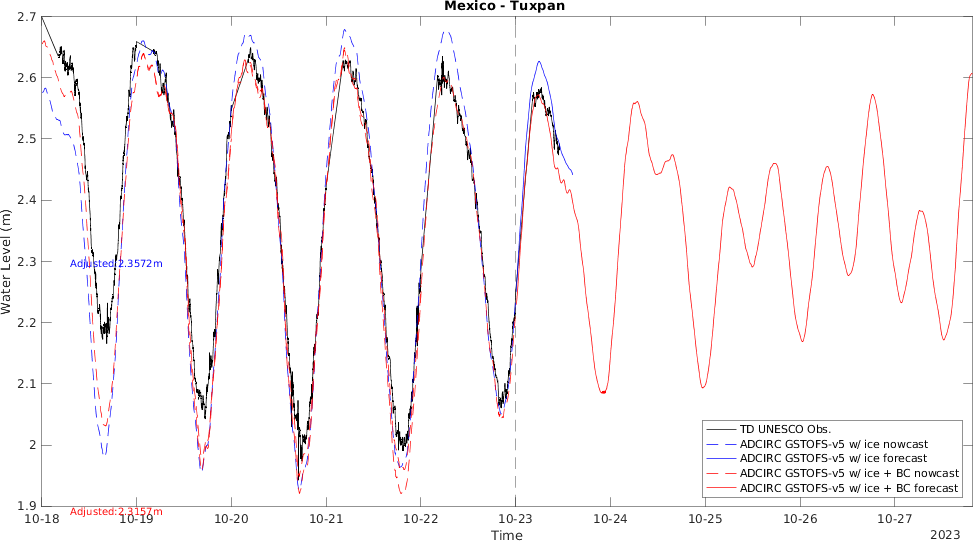 Mexico - Tuxpan
2.7
2.6
2.5
2.4
2.3
2.2
2.1
2
1.9
Water Level (m)
Adjusted:2.3572m
Adjusted:2.3157m
TD UNESCO Obs.
ADCIRC GSTOFS-v5 w/ ice nowcast
ADCIRC GSTOFS-v5 w/ ice forecast
ADCIRC GSTOFS-v5 w/ ice + BC nowcast
ADCIRC GSTOFS-v5 w/ ice + BC forecast
10-18 10-19 10-20 10-21 10-22 10-23 10-24 10-25 10-26 10-27
Time
2023